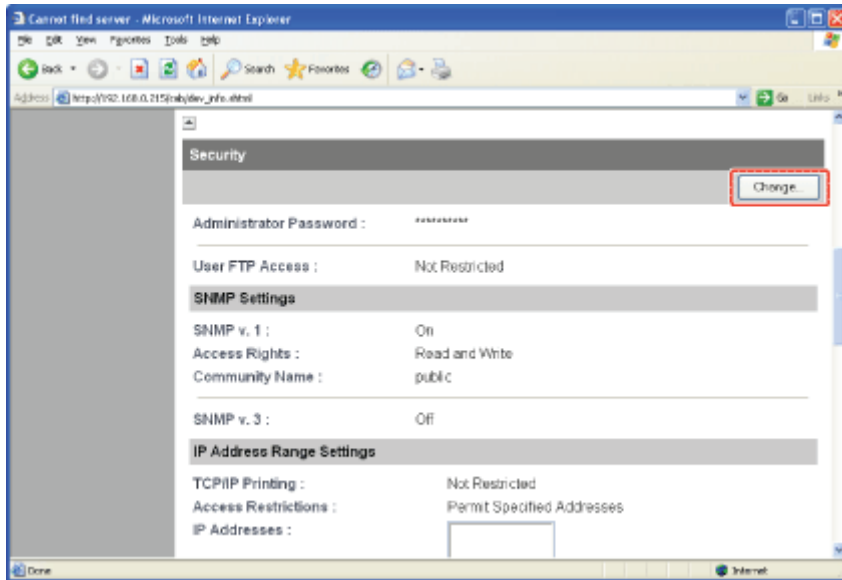 Cannot find server - Microsoft Internet Explorer
File Edit View Favorites Tools Help
Back Search Favorites
Address http://192.168.0.215/cab/dev_info.shtml Go Links
Security
Change...
Administrator Password : **********
User FTP Access : Not Restricted
SNMP Settings
SNMP v. 1 : On
Access Rights : Read and Write
Community Name : public
SNMP v. 3 : Off
IP Address Range Settings
TCP/IP Printing : Not Restricted
Access Restrictions : Permit Specified Addresses
IP Addresses :
Done Internet